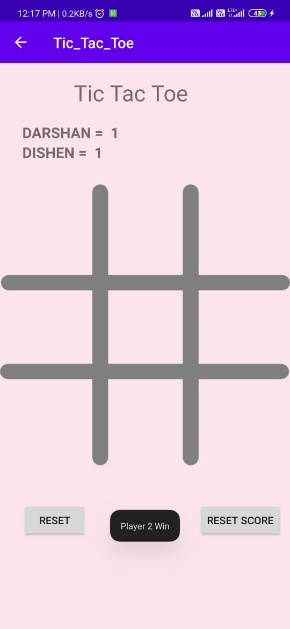 12:17 PM | 0.2KB/s
Tic_Tac_Toe
Tic Tac Toe
DARSHAN = 1
DISHEN = 1
RESET
Player 2 Win
RESET SCORE